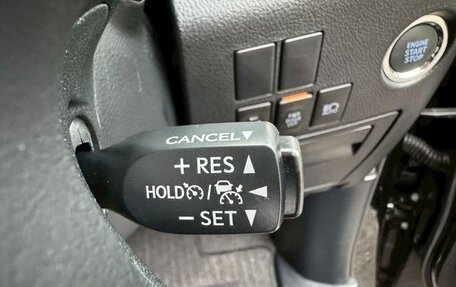 ENGINE
START
STOP
CANCEL▼
+ RES ▲
HOLD / ◄
− SET ▼